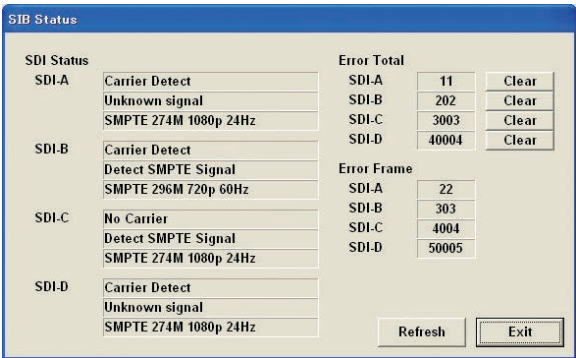 SIB Status
SDI Status
SDI-A
Carrier Detect
Unknown signal
SMPTE 274M 1080p 24Hz
SDI-B
Carrier Detect
Detect SMPTE Signal
SMPTE 296M 720p 60Hz
SDI-C
No Carrier
Detect SMPTE Signal
SMPTE 274M 1080p 24Hz
SDI-D
Carrier Detect
Unknown signal
SMPTE 274M 1080p 24Hz
Error Total
SDI-A 11 Clear
SDI-B 202 Clear
SDI-C 3003 Clear
SDI-D 40004 Clear
Error Frame
SDI-A 22
SDI-B 303
SDI-C 4004
SDI-D 50005
Refresh Exit